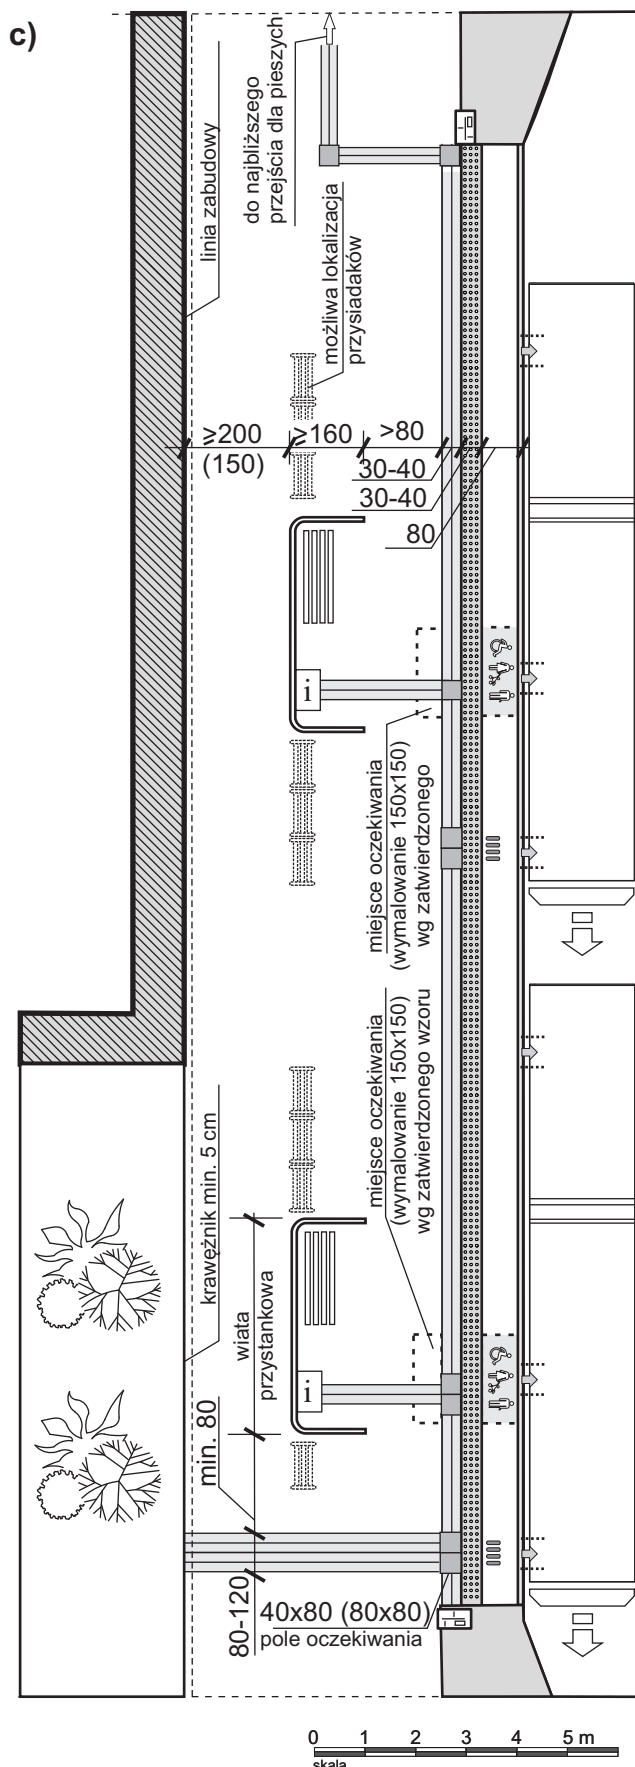 c)
do najbliższego
przejścia dla pieszych
linia zabudowy
możliwa lokalizacja
przysiadaków
⩾200
(150)
⩾160
>80
30-40
30-40
80
i
miejsce oczekiwania
(wymalowanie 150x150)
wg zatwierdzonego
miejsce oczekiwania
(wymalowanie 150x150)
wg zatwierdzonego wzoru
krawężnik min. 5 cm
wiata
przystankowa
i
min. 80
80-120
40x80 (80x80)
pole oczekiwania
0 1 2 3 4 5 m
skala